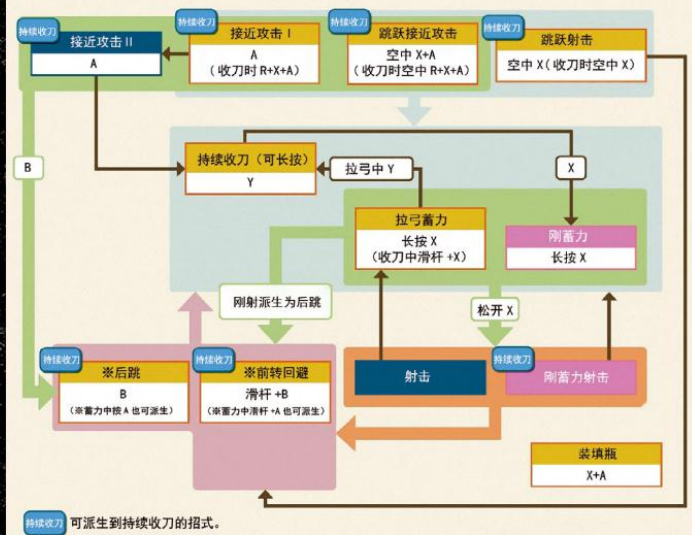 持续收刀
接近攻击 II
A
持续收刀
接近攻击 I
A
（收刀时 R+X+A）
持续收刀
跳跃接近攻击
空中 X+A
（收刀时空中 R+X+A）
持续收刀
跳跃射击
空中 X（收刀时空中 X）
B
持续收刀（可长按）
Y
拉弓中 Y
X
拉弓蓄力
长按 X
（收刀中滑杆 +X）
刚蓄力
长按 X
刚射派生为后跳
松开 X
持续收刀
※后跳
B
（※蓄力中按 A 也可派生）
持续收刀
※前转回避
滑杆 +B
（※蓄力中滑杆 +A 也可派生）
射击
持续收刀
刚蓄力射击
装填瓶
X+A
持续收刀 可派生到持续收刀的招式。